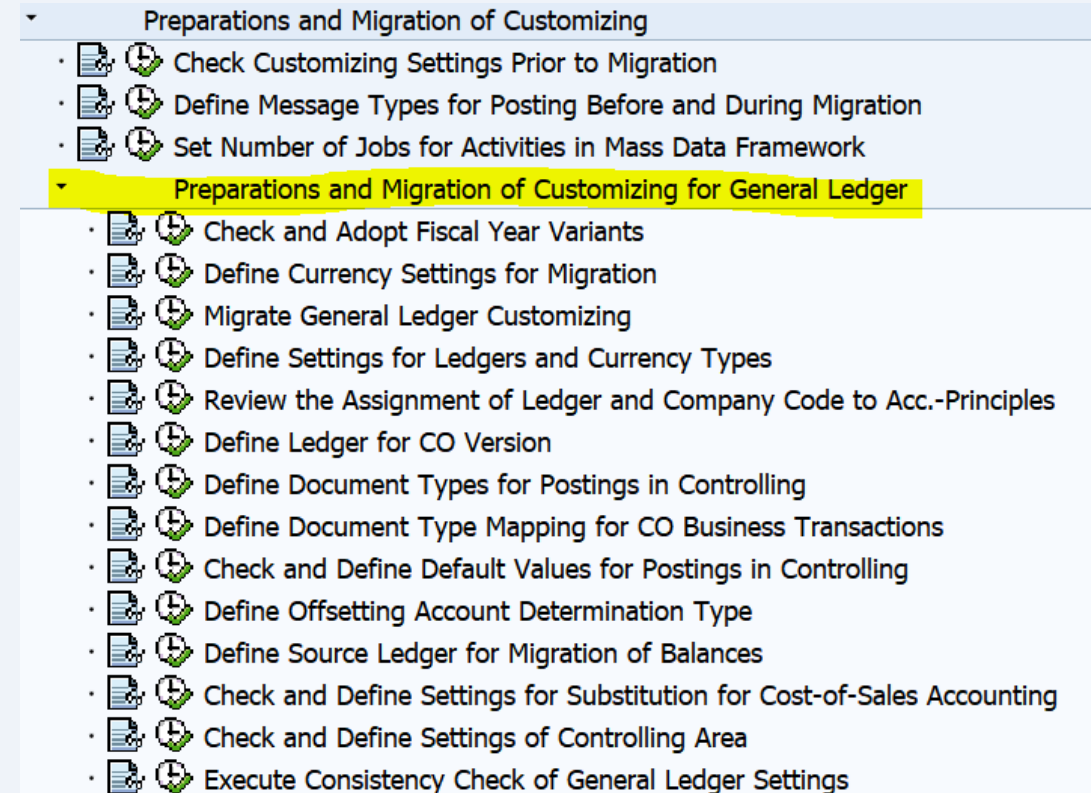 Preparations and Migration of Customizing
Check Customizing Settings Prior to Migration
Define Message Types for Posting Before and During Migration
Set Number of Jobs for Activities in Mass Data Framework
Preparations and Migration of Customizing for General Ledger
Check and Adopt Fiscal Year Variants
Define Currency Settings for Migration
Migrate General Ledger Customizing
Define Settings for Ledgers and Currency Types
Review the Assignment of Ledger and Company Code to Acc.-Principles
Define Ledger for CO Version
Define Document Types for Postings in Controlling
Define Document Type Mapping for CO Business Transactions
Check and Define Default Values for Postings in Controlling
Define Offsetting Account Determination Type
Define Source Ledger for Migration of Balances
Check and Define Settings for Substitution for Cost-of-Sales Accounting
Check and Define Settings of Controlling Area
Execute Consistency Check of General Ledger Settings